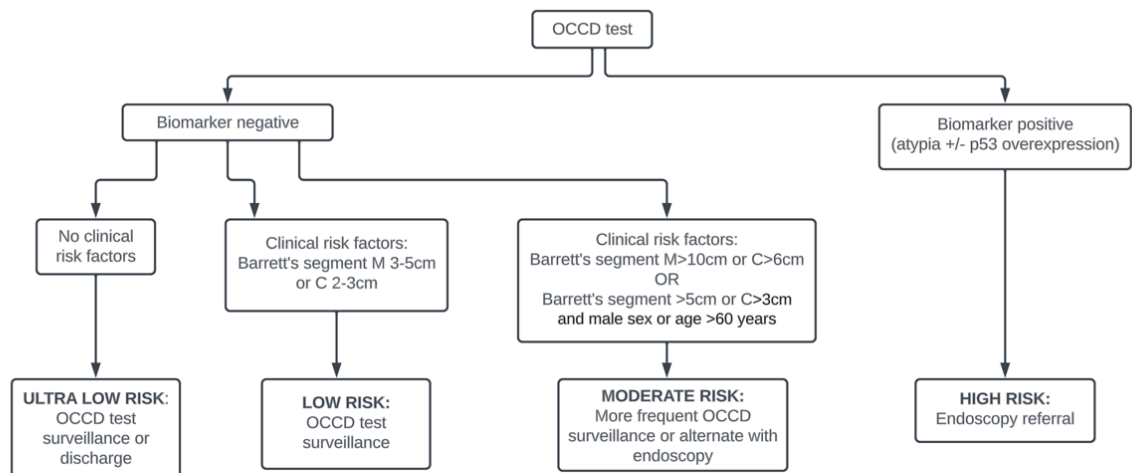 OCCD test
Biomarker negative
Biomarker positive
(atypia +/- p53 overexpression)
No clinical
risk factors
Clinical risk factors:
Barrett's segment M 3-5cm
or C 2-3cm
Clinical risk factors:
Barrett's segment M>10cm or C>6cm
OR
Barrett's segment >5cm or C>3cm
and male sex or age >60 years
ULTRA LOW RISK:
OCCD test
surveillance or
discharge
LOW RISK:
OCCD test
surveillance
MODERATE RISK:
More frequent OCCD
surveillance or alternate with
endoscopy
HIGH RISK:
Endoscopy referral